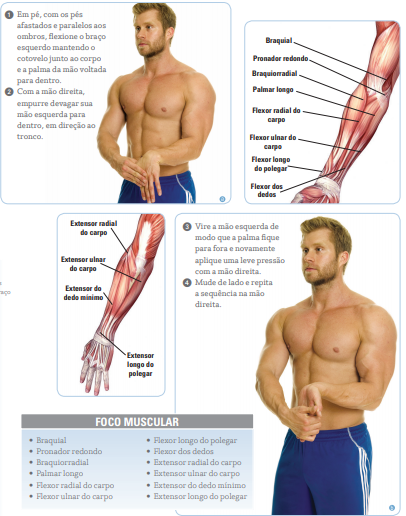 1 Em pé, com os pés
afastados e paralelos aos
ombros, flexione o braço
esquerdo mantendo o
cotovelo junto ao corpo
e a palma da mão voltada
para dentro.
2 Com a mão direita,
empurre devagar sua
mão esquerda para
dentro, em direção ao
tronco.
Braquial
Pronador redondo
Braquiorradial
Palmar longo
Flexor radial do
carpo
Flexor ulnar do
carpo
Flexor longo
do polegar
Flexor dos
dedos
Extensor radial
do carpo
Extensor ulnar
do carpo
Extensor do
dedo mínimo
Extensor
longo do
polegar
3 Vire a mão esquerda de
modo que a palma fique
para fora e novamente
aplique uma leve pressão
com a mão direita.
4 Mude de lado e repita
a sequência na mão
direita.
FOCO MUSCULAR
• Braquial
• Pronador redondo
• Braquiorradial
• Palmar longo
• Flexor radial do carpo
• Flexor ulnar do carpo
• Flexor longo do polegar
• Flexor dos dedos
• Extensor radial do carpo
• Extensor ulnar do carpo
• Extensor do dedo mínimo
• Extensor longo do polegar